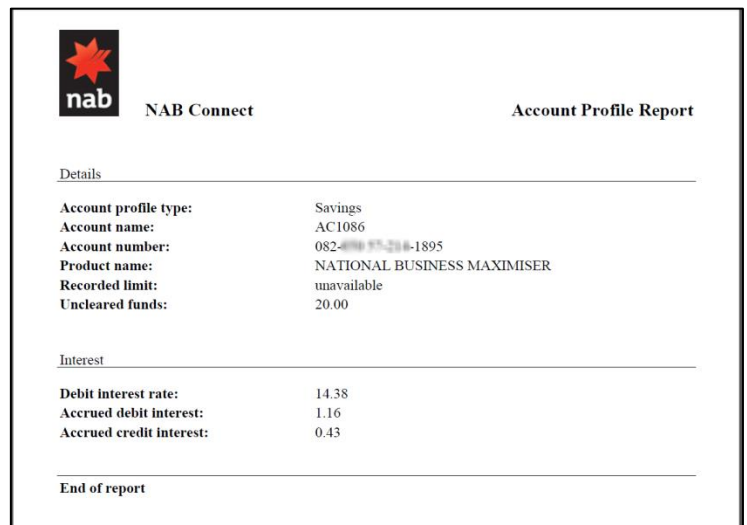 nab
NAB Connect Account Profile Report
Details
Account profile type: Savings
Account name: AC1086
Account number: 082- -1895
Product name: NATIONAL BUSINESS MAXIMISER
Recorded limit: unavailable
Uncleared funds: 20.00
Interest
Debit interest rate: 14.38
Accrued debit interest: 1.16
Accrued credit interest: 0.43
End of report